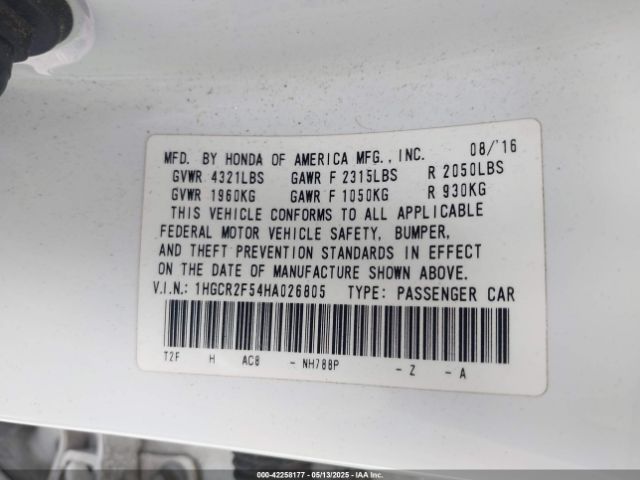 MFD. BY HONDA OF AMERICA MFG., INC. 08/'16
GVWR 4321LBS GAWR F 2315LBS R 2050LBS
GVWR 1960KG GAWR F 1050KG R 930KG
THIS VEHICLE CONFORMS TO ALL APPLICABLE
FEDERAL MOTOR VEHICLE SAFETY, BUMPER,
AND THEFT PREVENTION STANDARDS IN EFFECT
ON THE DATE OF MANUFACTURE SHOWN ABOVE.
V.I.N.: 1HGCR2F54HA026805 TYPE: PASSENGER CAR
T2F H AC8 - NH788P - Z - A
000-42258177 - 05/13/2025 - IAAI.COM